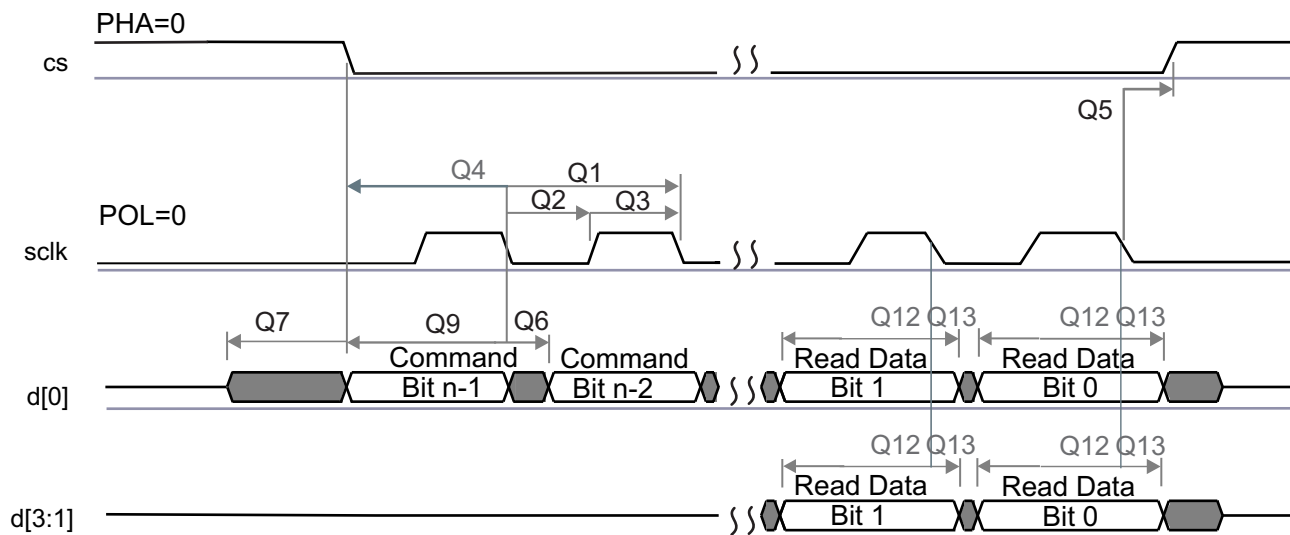 PHA=0
cs
Q5
Q4 Q1
Q2 Q3
POL=0
sclk
Q7 Q9 Q6 Q12 Q13 Q12 Q13
Command Command Read Data Read Data
d[0] Bit n-1 Bit n-2 Bit 1 Bit 0
Q12 Q13 Q12 Q13
Read Data Read Data
d[3:1] Bit 1 Bit 0